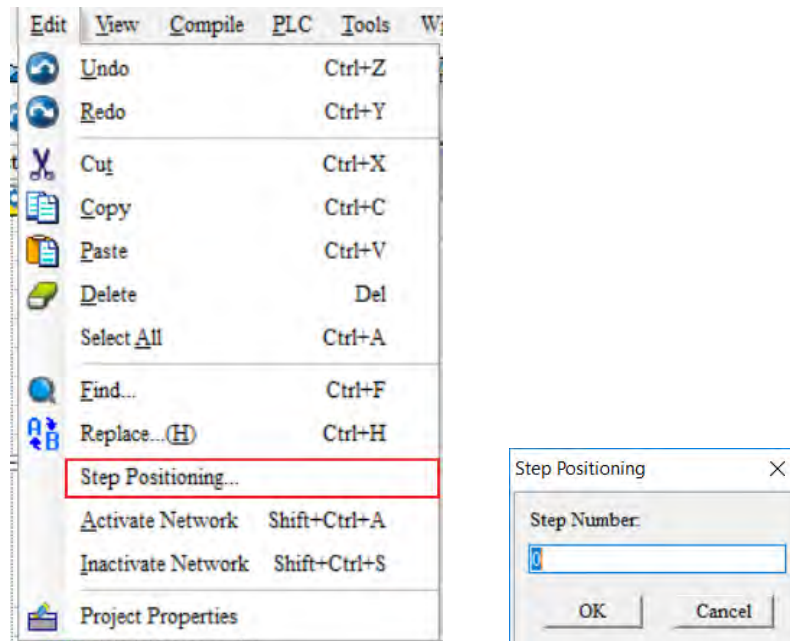 Edit View Compile PLC Tools
Undo Ctrl+Z
Redo Ctrl+Y
Cut Ctrl+X
Copy Ctrl+C
Paste Ctrl+V
Delete Del
Select All Ctrl+A
Find... Ctrl+F
Replace...(H) Ctrl+H
Step Positioning...
Activate Network Shift+Ctrl+A
Inactivate Network Shift+Ctrl+S
Project Properties
Step Positioning
Step Number:
0
OK Cancel